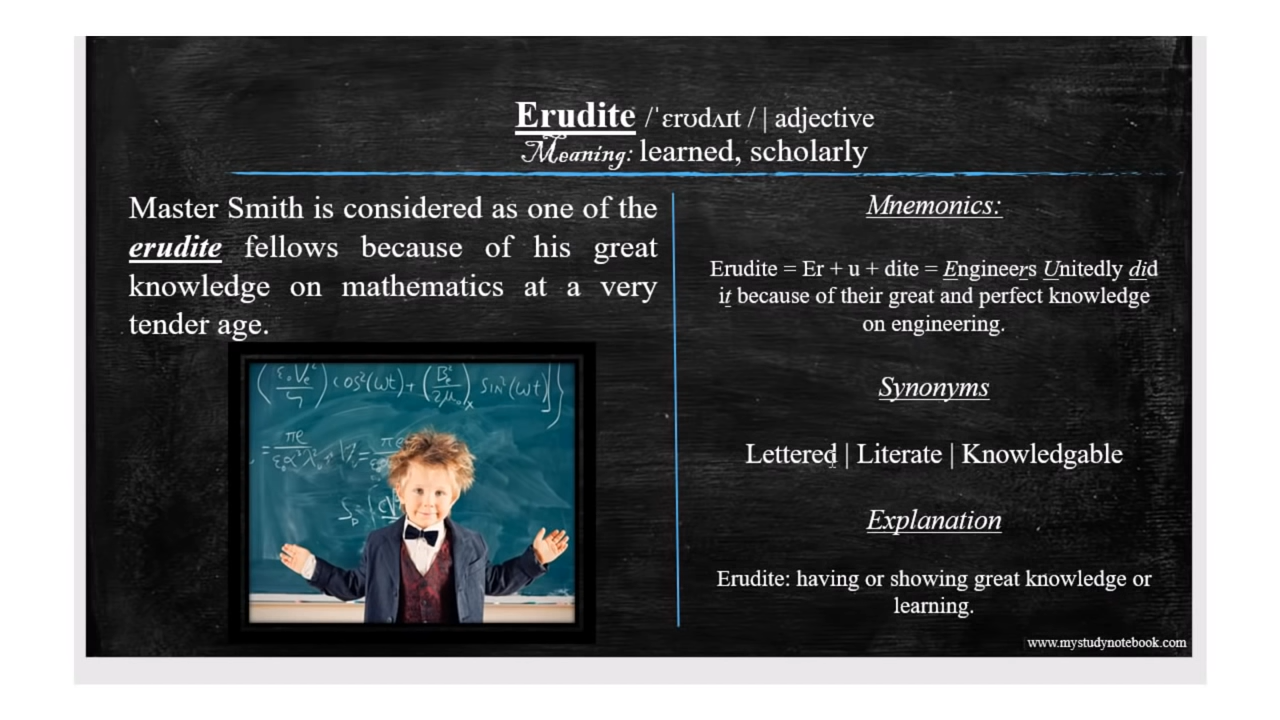 Erudite /ˈɛrʊdʌɪt / | adjective
Meaning: learned, scholarly
Master Smith is considered as one of the
erudite fellows because of his great
knowledge on mathematics at a very
tender age.
Mnemonics:
Erudite = Er + u + dite = Engineers Unitedly did
it because of their great and perfect knowledge
on engineering.
Synonyms
Lettered | Literate | Knowledgable
Explanation
Erudite: having or showing great knowledge or
learning.
www.mystudynotebook.com